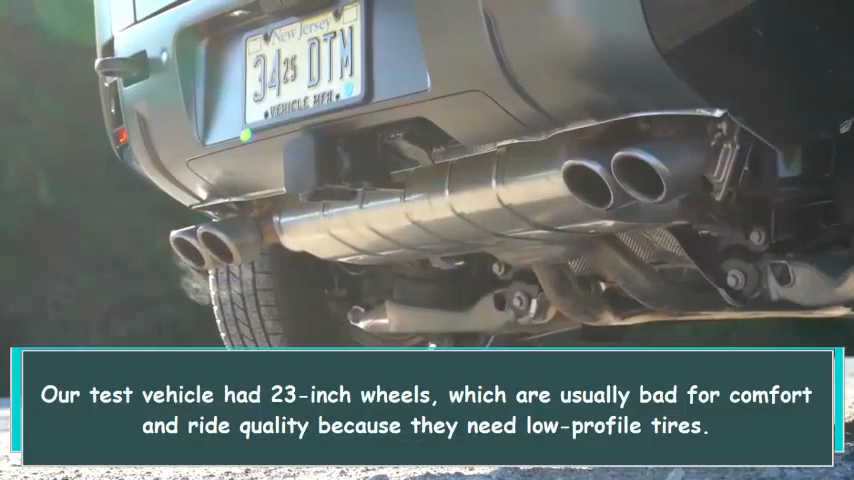 New Jersey
34 25 DTM
VEHICLE MFR
Our test vehicle had 23-inch wheels, which are usually bad for comfort
and ride quality because they need low-profile tires.